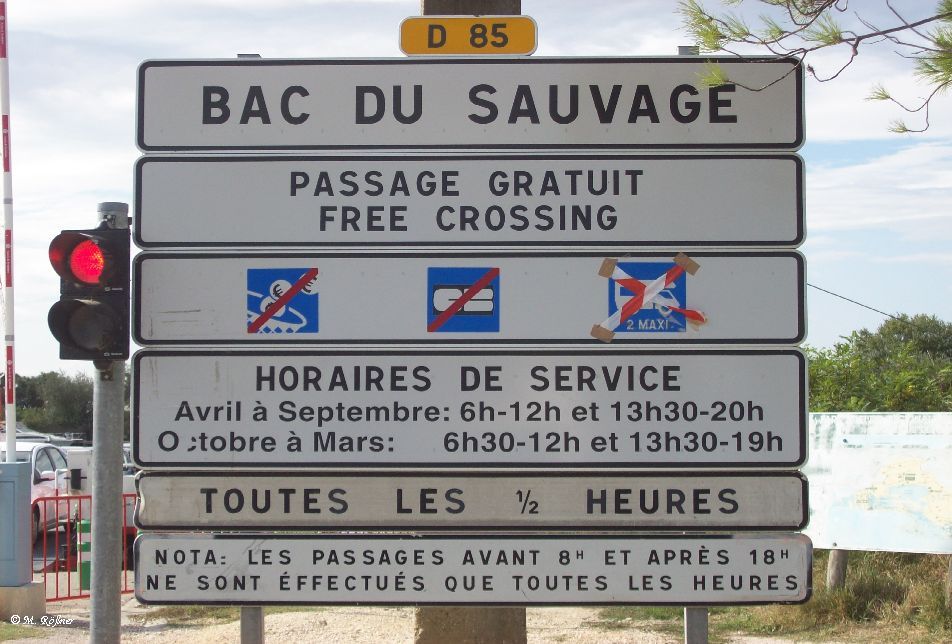 D 85
BAC DU SAUVAGE
PASSAGE GRATUIT
FREE CROSSING
2 MAXI
HORAIRES DE SERVICE
Avril à Septembre: 6h-12h et 13h30-20h
Octobre à Mars: 6h30-12h et 13h30-19h
TOUTES LES ½ HEURES
NOTA: LES PASSAGES AVANT 8H ET APRÈS 18H
NE SONT ÉFFECTUÉS QUE TOUTES LES HEURES
© M. Rößner